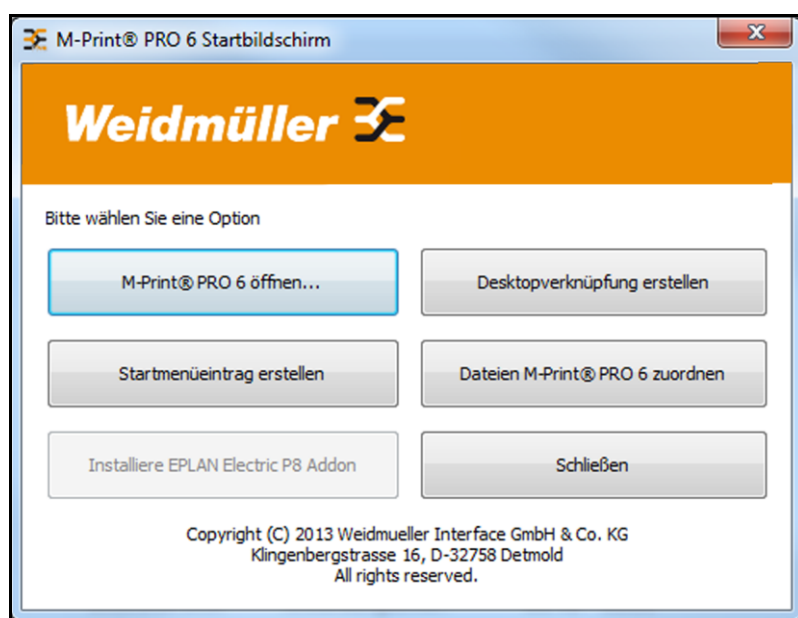 M-Print® PRO 6 Startbildschirm
Weidmüller
Bitte wählen Sie eine Option
M-Print® PRO 6 öffnen...
Desktopverknüpfung erstellen
Startmenüeintrag erstellen
Dateien M-Print® PRO 6 zuordnen
Installiere EPLAN Electric P8 Addon
Schließen
Copyright (C) 2013 Weidmueller Interface GmbH & Co. KG
Klingenbergstrasse 16, D-32758 Detmold
All rights reserved.